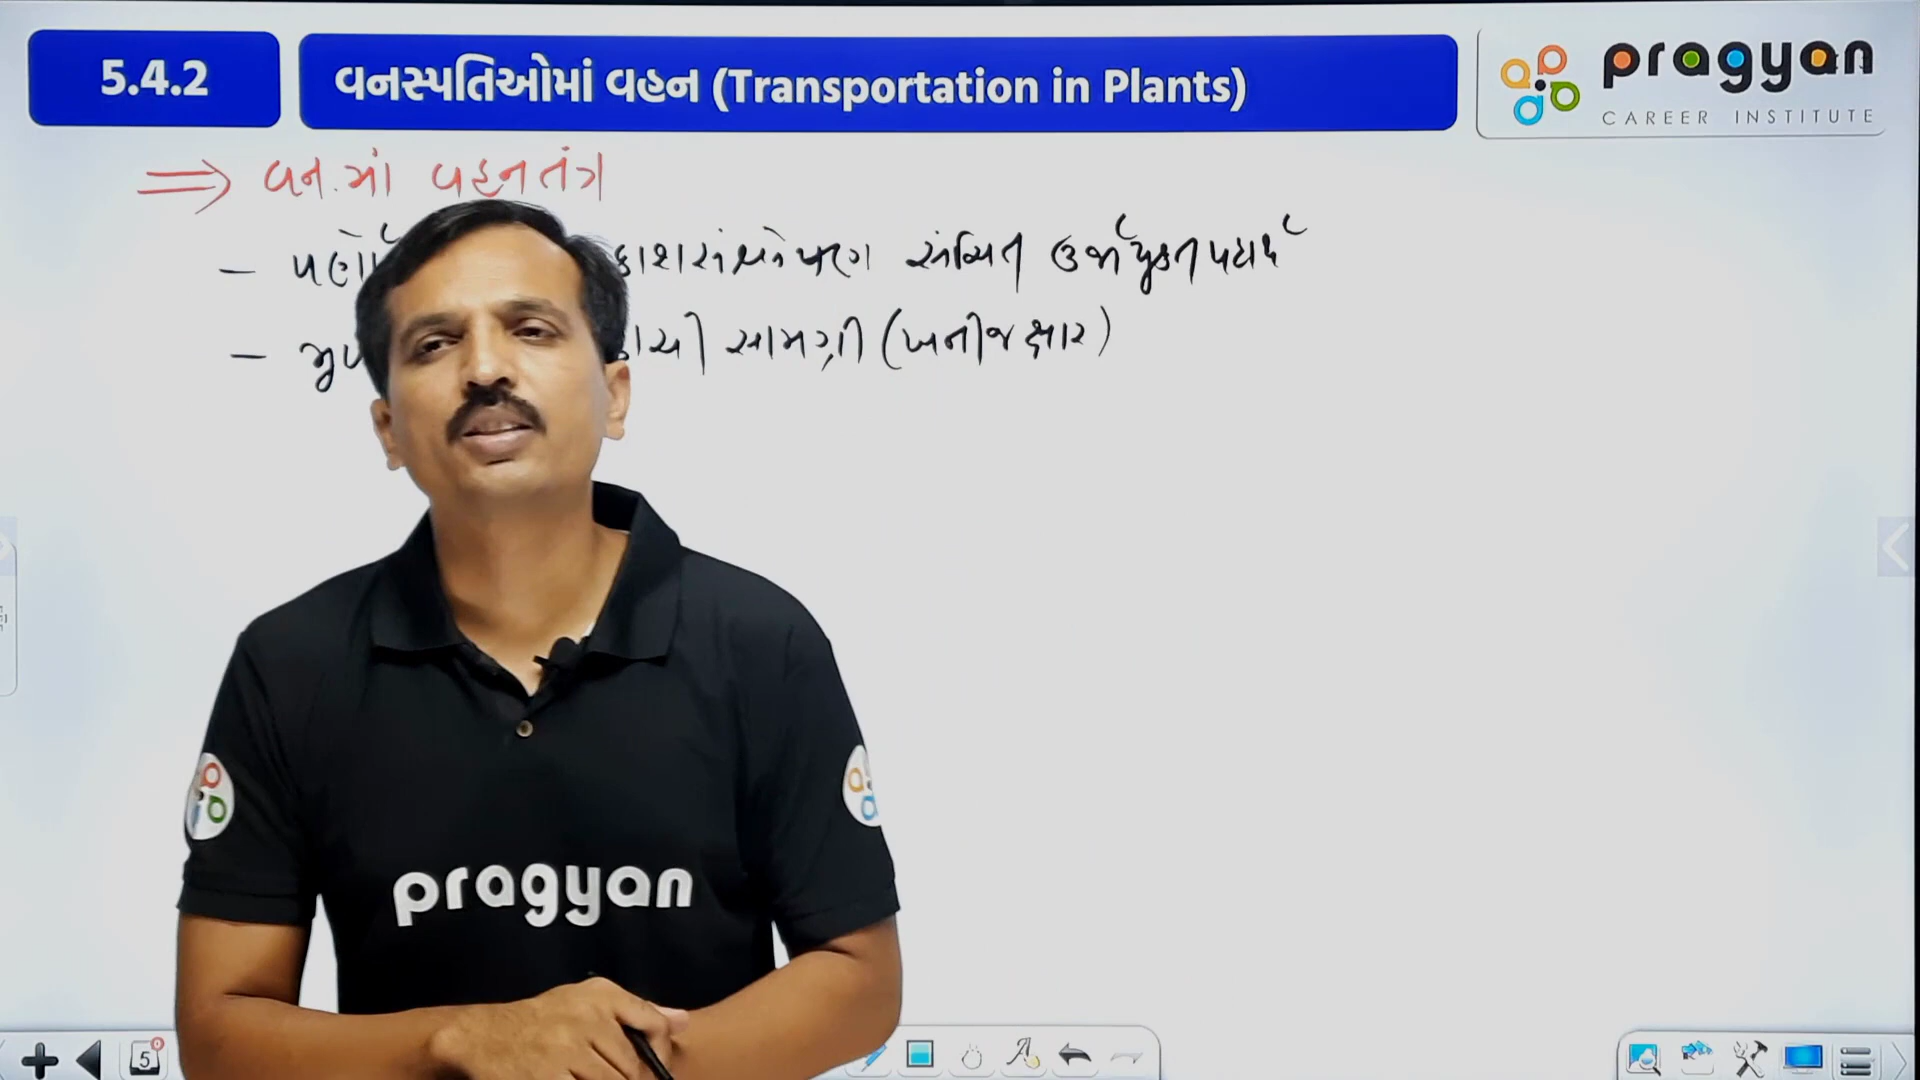 5.4.2
વનસ્પતિઓમાં વહન (Transportation in Plants)
pragyan
CAREER INSTITUTE
⇒ વન.માં વહનતંત્ર
- સંચિત ઉર્જાયુક્ત પદાર્થ
- કાચી સામગ્રી (ખનીજક્ષાર)
pragyan
5